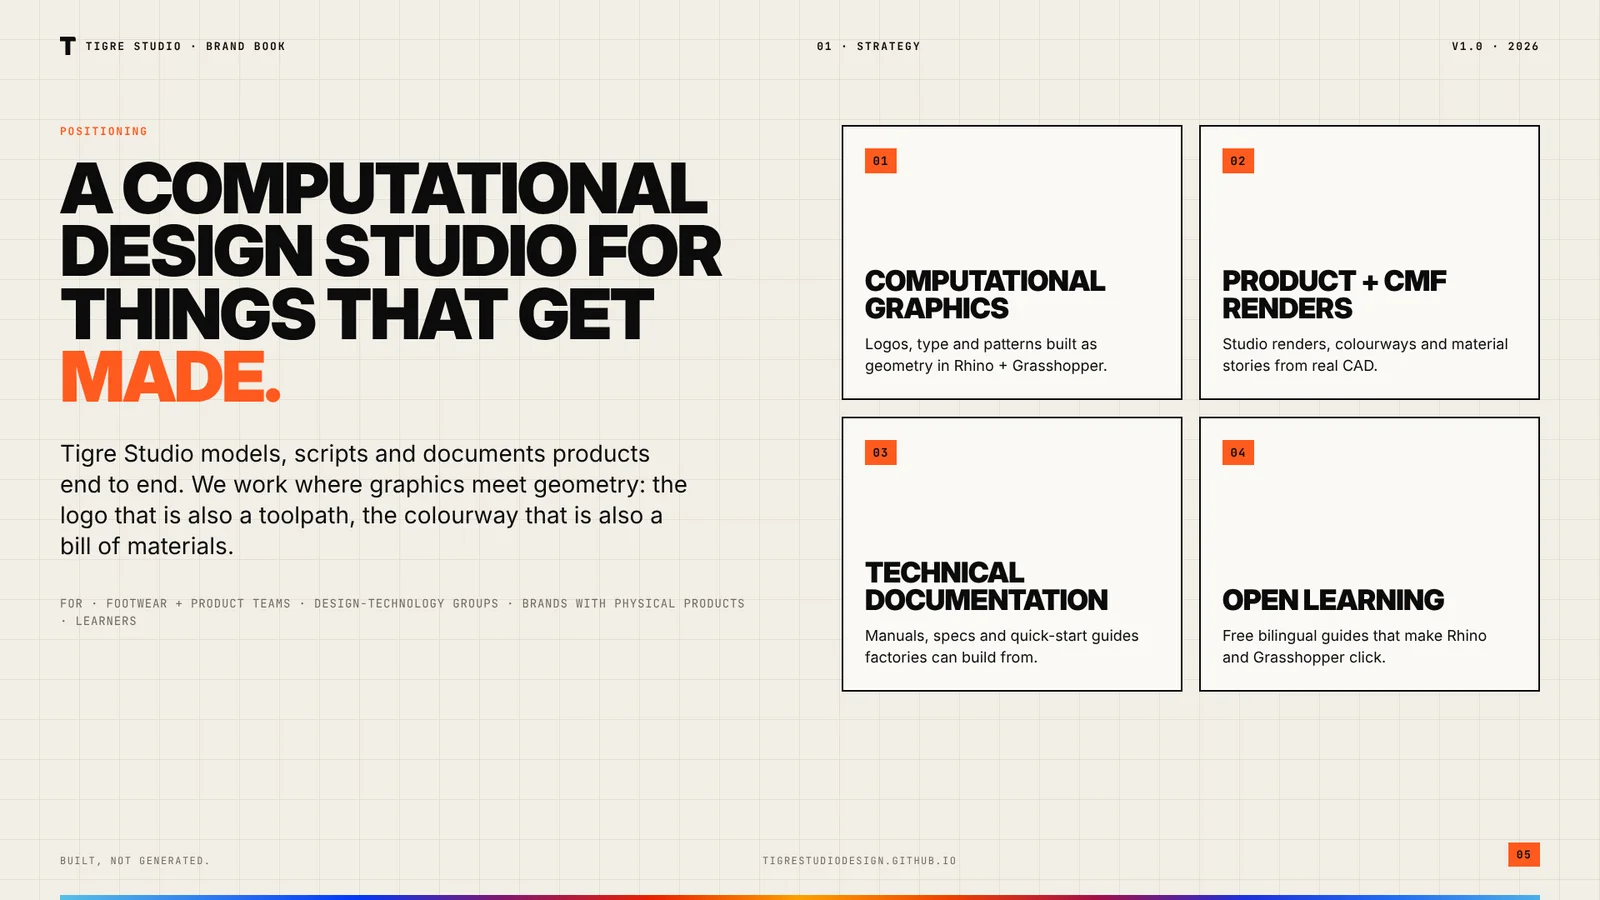 T TIGRE STUDIO · BRAND BOOK
01 · STRATEGY
V1.0 · 2026
POSITIONING
A COMPUTATIONAL
DESIGN STUDIO FOR
THINGS THAT GET
MADE.
Tigre Studio models, scripts and documents products
end to end. We work where graphics meet geometry: the
logo that is also a toolpath, the colourway that is also a
bill of materials.
FOR · FOOTWEAR + PRODUCT TEAMS · DESIGN-TECHNOLOGY GROUPS · BRANDS WITH PHYSICAL PRODUCTS
· LEARNERS
01
COMPUTATIONAL
GRAPHICS
Logos, type and patterns built as
geometry in Rhino + Grasshopper.
02
PRODUCT + CMF
RENDERS
Studio renders, colourways and material
stories from real CAD.
03
TECHNICAL
DOCUMENTATION
Manuals, specs and quick-start guides
factories can build from.
04
OPEN LEARNING
Free bilingual guides that make Rhino
and Grasshopper click.
BUILT, NOT GENERATED.
TIGRESTUDIODESIGN.GITHUB.IO
05